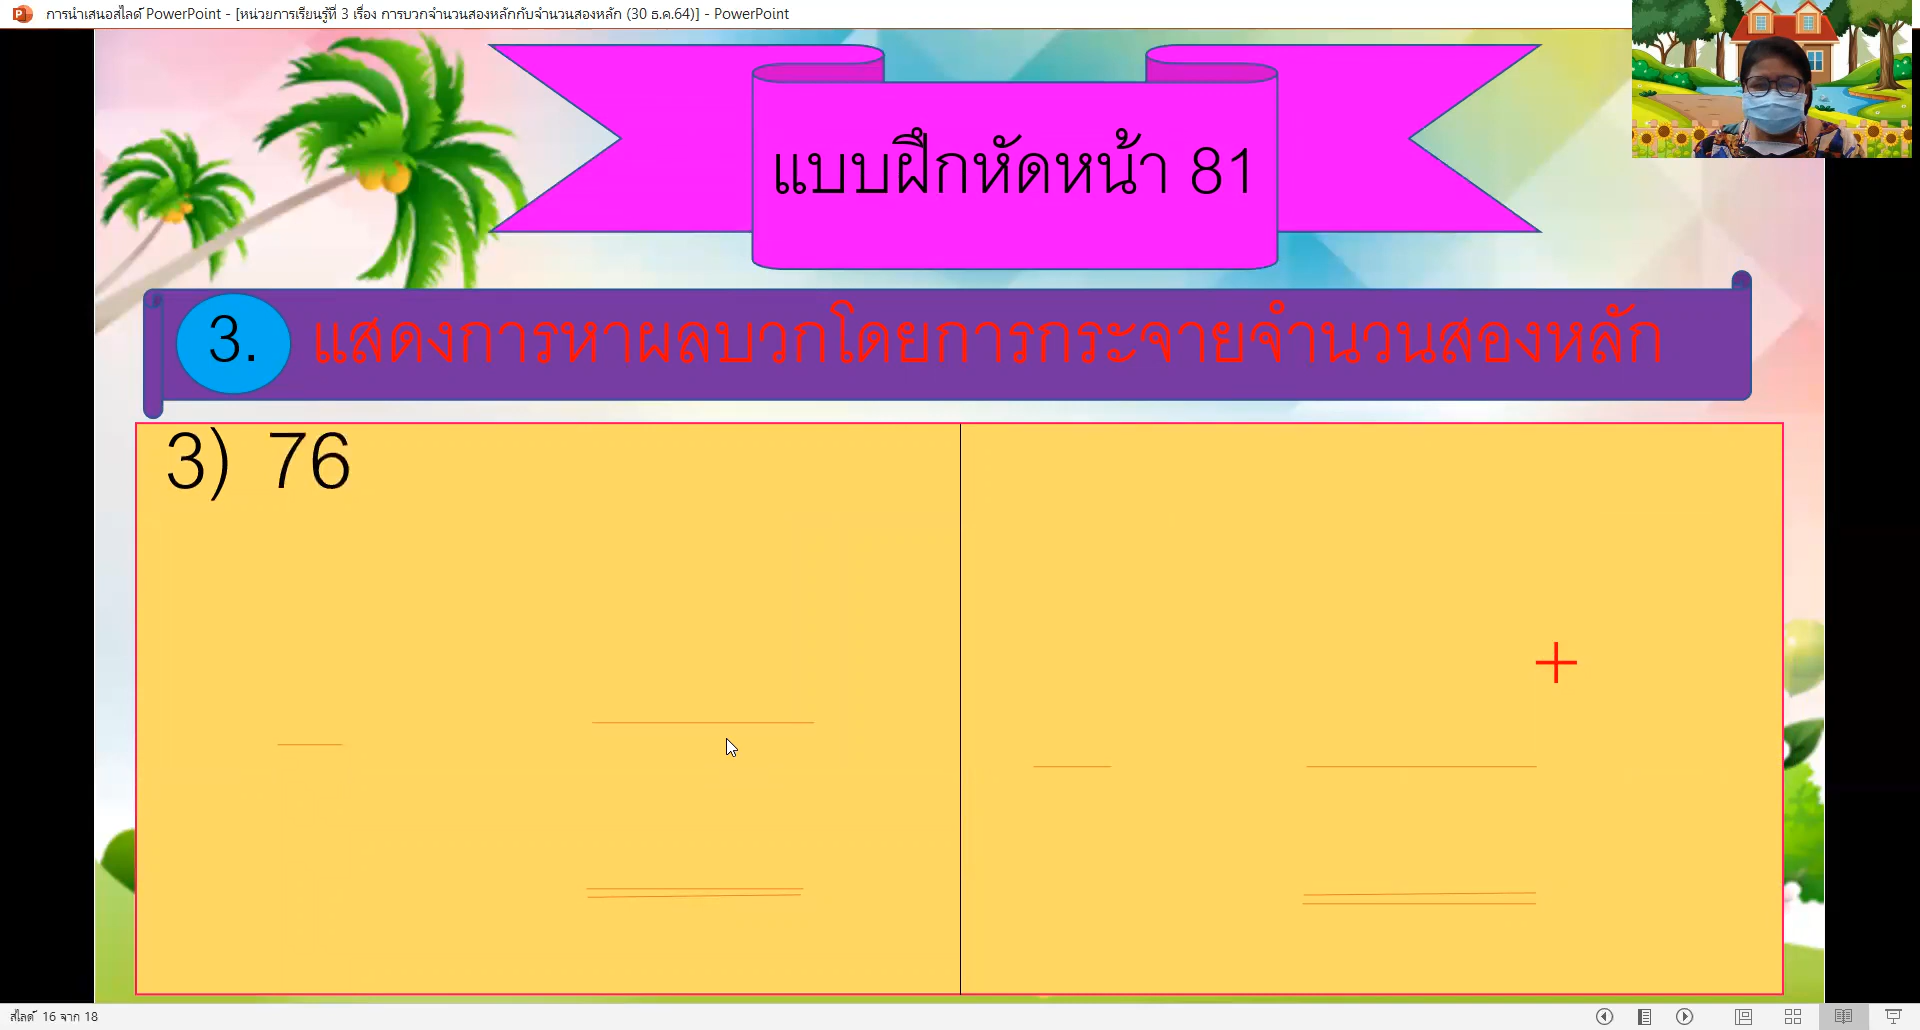 การนำเสนอสไลด์ PowerPoint - [หน่วยการเรียนรู้ที่ 3 เรื่อง การบวกจำนวนสองหลักกับจำนวนสองหลัก (30 ธ.ค.64)] - PowerPoint
แบบฝึกหัดหน้า 81
3. แสดงการหาผลบวกโดยการกระจายจำนวนสองหลัก
3) 76
+
สไลด์ 16 จาก 18